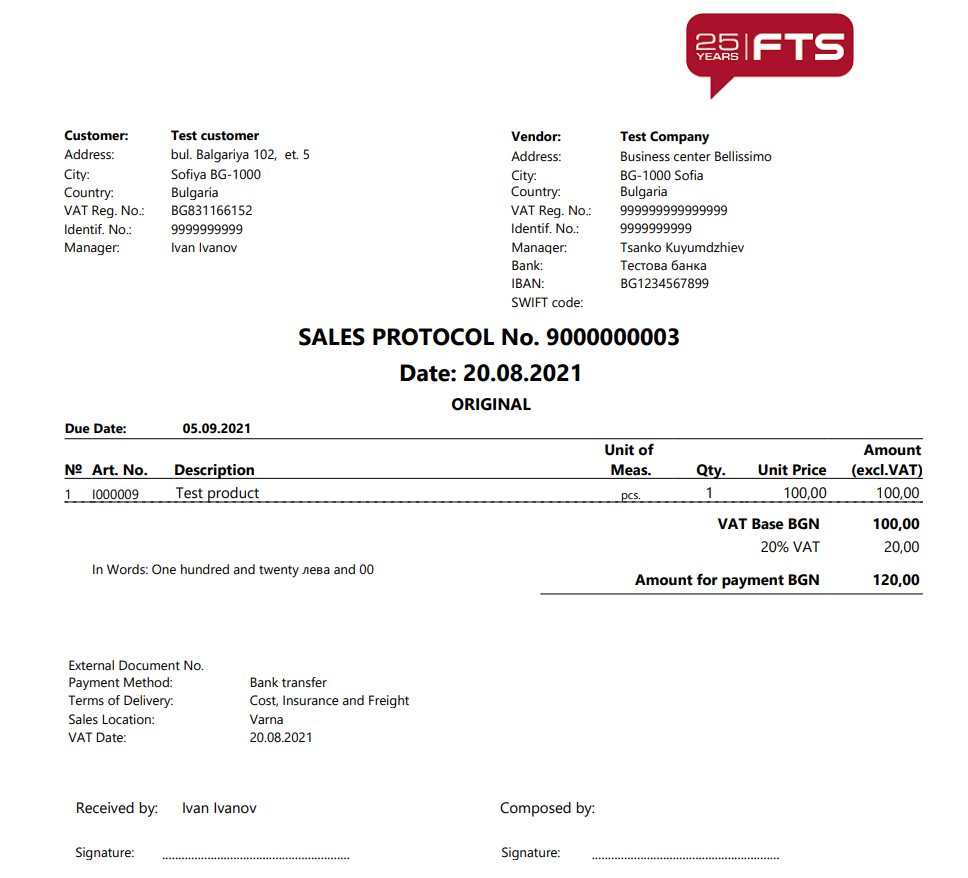 25 YEARS FTS
Customer: Test customer
Address: bul. Balgariya 102, et. 5
City: Sofiya BG-1000
Country: Bulgaria
VAT Reg. No.: BG831166152
Identif. No.: 9999999999
Manager: Ivan Ivanov
Vendor: Test Company
Address: Business center Bellissimo
City: BG-1000 Sofia
Country: Bulgaria
VAT Reg. No.: 999999999999999
Identif. No.: 9999999999
Manager: Tsanko Kuyumdzhiev
Bank: Тестова банка
IBAN: BG1234567899
SWIFT code:
SALES PROTOCOL No. 9000000003
Date: 20.08.2021
ORIGINAL
Due Date: 05.09.2021
Nº Art. No. Description Unit of Meas. Qty. Unit Price Amount (excl.VAT)
1 I000009 Test product pcs. 1 100,00 100,00
VAT Base BGN 100,00
20% VAT 20,00
In Words: One hundred and twenty лева and 00
Amount for payment BGN 120,00
External Document No.
Payment Method: Bank transfer
Terms of Delivery: Cost, Insurance and Freight
Sales Location: Varna
VAT Date: 20.08.2021
Received by: Ivan Ivanov
Composed by:
Signature: ..........................................................
Signature: ..........................................................